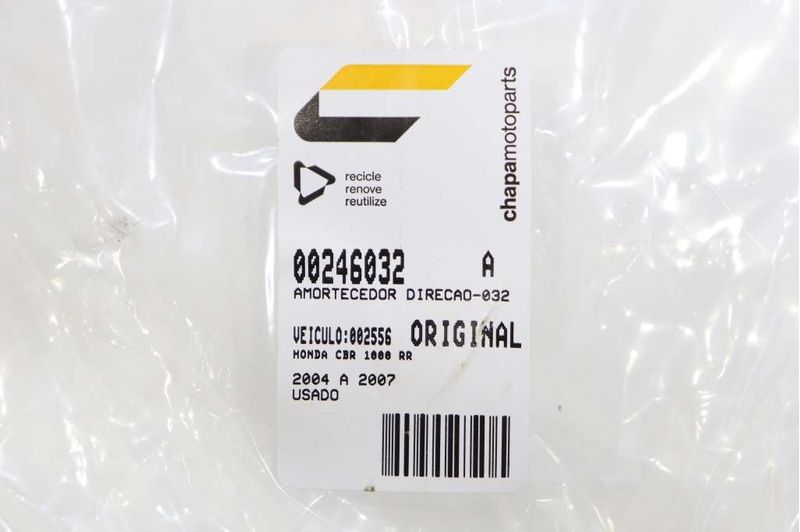 chapamotoparts
recicle
renove
reutilize
00246032 A
AMORTECEDOR DIRECAO-032
VEICULO:002556 ORIGINAL
HONDA CBR 1000 RR
2004 A 2007
USADO